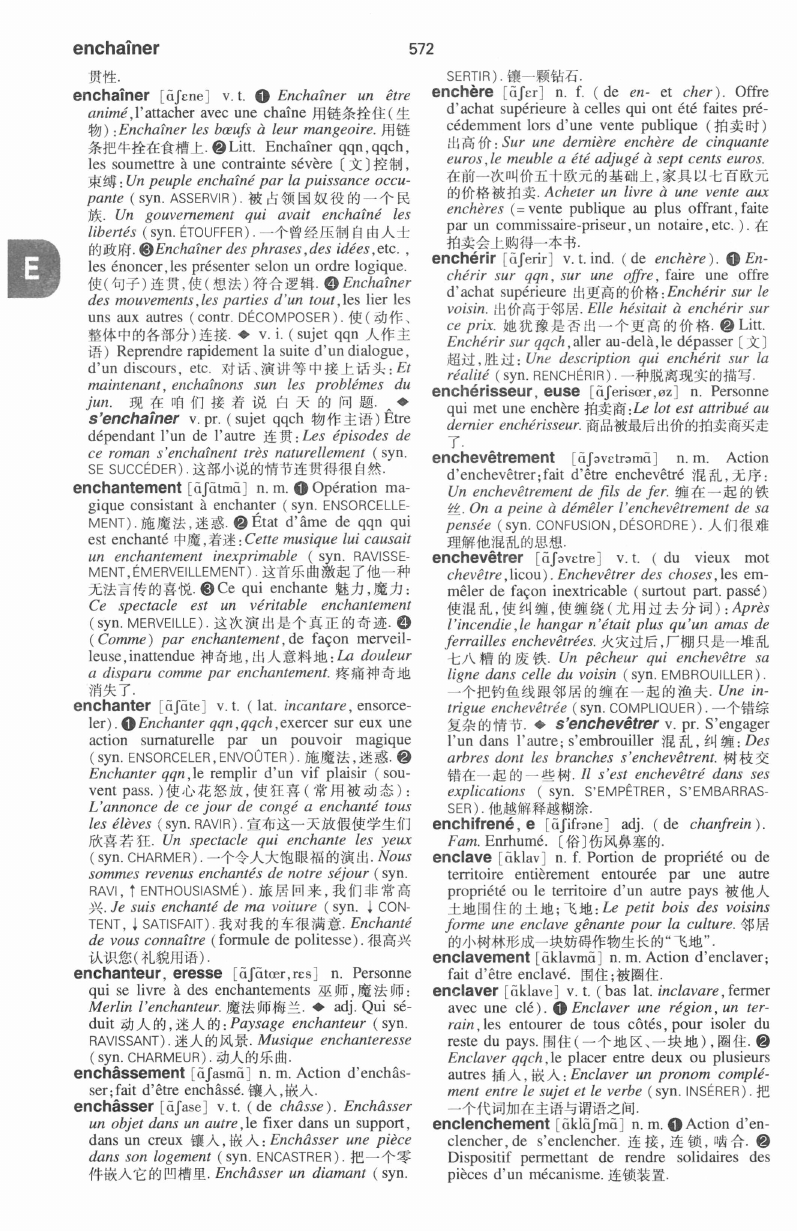 enchaîner
572
贯性.
enchaîner [ɑ̃ʃɛne] v. t. ❶ Enchaîner un être
animé,l'attacher avec une chaîne 用链条拴住(生
物):Enchaîner les bœufs à leur mangeoire. 用链
条把牛拴在食槽上. ❷ Litt. Enchaîner qqn,qqch,
les soumettre à une contrainte sévère〔文〕控制,
束缚:Un peuple enchaîné par la puissance occu-
pante ( syn. ASSERVIR). 被占领国奴役的一个民
族. Un gouvernement qui avait enchaîné les
libertés ( syn. ÉTOUFFER). 一个曾经压制自由人士
的政府. ❸Enchaîner des phrases,des idées,etc. ,
les énoncer,les présenter selon un ordre logique.
使(句子)连贯,使(想法)符合逻辑. ❹ Enchaîner
des mouvements,les parties d'un tout,les lier les
uns aux autres ( contr. DÉCOMPOSER). 使(动作、
整体中的各部分)连接. ◆ v. i. ( sujet qqn 人作主
语) Reprendre rapidement la suite d'un dialogue,
d'un discours, etc. 对话、演讲等中接上话头:Et
maintenant, enchaînons sun les problémes du
jun. 现在咱们接着说白天的问题. ◆
s'enchaîner v. pr. ( sujet qqch 物作主语) Être
dépendant l'un de l'autre 连贯:Les épisodes de
ce roman s'enchaînent très naturellement ( syn.
SE SUCCÉDER). 这部小说的情节连贯得很自然.
enchantement [ɑ̃ʃɑ̃tmɑ̃] n. m. ❶ Opération ma-
gique consistant à enchanter ( syn. ENSORCELLE-
MENT). 施魔法,迷惑. ❷ État d'âme de qqn qui
est enchanté 中魔,着迷:Cette musique lui causait
un enchantement inexprimable ( syn. RAVISSE-
MENT,ÉMERVEILLEMENT). 这首乐曲激起了他一种
无法言传的喜悦. ❸ Ce qui enchante 魅力,魔力:
Ce spectacle est un véritable enchantement
( syn. MERVEILLE). 这次演出是个真正的奇迹. ❹
( Comme) par enchantement,de façon merveil-
leuse,inattendue 神奇地,出人意料地:La douleur
a disparu comme par enchantement. 疼痛神奇地
消失了.
enchanter [ɑ̃ʃɑ̃te] v. t. ( lat. incantare, ensorce-
ler). ❶Enchanter qqn,qqch,exercer sur eux une
action surnaturelle par un pouvoir magique
( syn. ENSORCELER,ENVOÛTER). 施魔法,迷惑. ❷
Enchanter qqn,le remplir d'un vif plaisir ( sou-
vent pass. )使心花怒放,使狂喜(常用被动态):
L'annonce de ce jour de congé a enchanté tous
les élèves ( syn. RAVIR). 宣布这一天放假使学生们
欣喜若狂. Un spectacle qui enchante les yeux
( syn. CHARMER). 一个令人大饱眼福的演出. Nous
sommes revenus enchantés de notre séjour ( syn.
RAVI, ↑ ENTHOUSIASMÉ). 旅居回来,我们非常高
兴. Je suis enchanté de ma voiture ( syn. ↓ CON-
TENT, ↓ SATISFAIT). 我对我的车很满意. Enchanté
de vous connaître ( formule de politesse). 很高兴
认识您(礼貌用语).
enchanteur, eresse [ɑ̃ʃɑ̃tœr,rɛs] n. Personne
qui se livre à des enchantements 巫师,魔法师:
Merlin l'enchanteur. 魔法师梅兰. ◆ adj. Qui sé-
duit 动人的,迷人的:Paysage enchanteur ( syn.
RAVISSANT). 迷人的风景. Musique enchanteresse
( syn. CHARMEUR). 动人的乐曲.
enchâssement [ɑ̃ʃasmɑ̃] n. m. Action d'enchâs-
ser;fait d'être enchâssé. 镶入,嵌入.
enchâsser [ɑ̃ʃase] v. t. ( de châsse). Enchâsser
un objet dans un autre,le fixer dans un support,
dans un creux 镶入,嵌入:Enchâsser une pièce
dans son logement ( syn. ENCASTRER). 把一个零
件嵌入它的凹槽里. Enchâsser un diamant ( syn.
SERTIR). 镶一颗钻石.
enchère [ɑ̃ʃɛr] n. f. ( de en- et cher). Offre
d'achat supérieure à celles qui ont été faites pré-
cédemment lors d'une vente publique (拍卖时)
出高价:Sur une dernière enchère de cinquante
euros,le meuble a été adjugé à sept cents euros.
在前一次叫价五十欧元的基础上,家具以七百欧元
的价格被拍卖. Acheter un livre à une vente aux
enchères (= vente publique au plus offrant,faite
par un commissaire-priseur, un notaire, etc. ). 在
拍卖会上购得一本书.
enchérir [ɑ̃ʃerir] v. t. ind. ( de enchère). ❶ En-
chérir sur qqn, sur une offre, faire une offre
d'achat supérieure 出更高的价格:Enchérir sur le
voisin. 出价高于邻居. Elle hésitait à enchérir sur
ce prix. 她犹豫是否出一个更高的价格. ❷ Litt.
Enchérir sur qqch,aller au-delà,le dépasser〔文〕
超过,胜过:Une description qui enchérit sur la
réalité ( syn. RENCHÉRIR). 一种脱离现实的描写.
enchérisseur, euse [ɑ̃ʃerisœr,øz] n. Personne
qui met une enchère 拍卖商:Le lot est attribué au
dernier enchérisseur. 商品被最后出价的拍卖商买走
了.
enchevêtrement [ɑ̃ʃəvɛtrəmɑ̃] n. m. Action
d'enchevêtrer;fait d'être enchevêtré 混乱,无序:
Un enchevêtrement de fils de fer. 缠在一起的铁
丝. On a peine à démêler l'enchevêtrement de sa
pensée ( syn. CONFUSION,DÉSORDRE). 人们很难
理解他混乱的思想.
enchevêtrer [ɑ̃ʃəvɛtre] v. t. ( du vieux mot
chevêtre,licou). Enchevêtrer des choses,les em-
mêler de façon inextricable ( surtout part. passé)
使混乱,使纠缠,使缠绕(尤用过去分词):Après
l'incendie,le hangar n'était plus qu'un amas de
ferrailles enchevêtrées. 火灾过后,厂棚只是一堆乱
七八糟的废铁. Un pêcheur qui enchevêtre sa
ligne dans celle du voisin ( syn. EMBROUILLER).
一个把钓鱼线跟邻居的缠在一起的渔夫. Une in-
trigue enchevêtrée ( syn. COMPLIQUER). 一个错综
复杂的情节. ◆ s'enchevêtrer v. pr. S'engager
l'un dans l'autre; s'embrouiller 混乱,纠缠:Des
arbres dont les branches s'enchevêtrent. 树枝交
错在一起的一些树. Il s'est enchevêtré dans ses
explications ( syn. S'EMPÊTRER, S'EMBARRAS-
SER). 他越解释越糊涂.
enchifrené, e [ɑ̃ʃifrəne] adj. ( de chanfrein).
Fam. Enrhumé.〔俗〕伤风鼻塞的.
enclave [ɑ̃klav] n. f. Portion de propriété ou de
territoire entièrement entourée par une autre
propriété ou le territoire d'un autre pays 被他人
土地围住的土地;飞地:Le petit bois des voisins
forme une enclave gênante pour la culture. 邻居
的小树林形成一块妨碍作物生长的“飞地”.
enclavement [ɑ̃klavmɑ̃] n. m. Action d'enclaver;
fait d'être enclavé. 围住;被圈住.
enclaver [ɑ̃klave] v. t. ( bas lat. inclavare,fermer
avec une clé). ❶ Enclaver une région, un ter-
rain,les entourer de tous côtés,pour isoler du
reste du pays. 围住(一个地区、一块地),圈住. ❷
Enclaver qqch,le placer entre deux ou plusieurs
autres 插入,嵌入:Enclaver un pronom complé-
ment entre le sujet et le verbe ( syn. INSÉRER). 把
一个代词加在主语与谓语之间.
enclenchement [ɑ̃klɑ̃ʃmɑ̃] n. m. ❶ Action d'en-
clencher, de s'enclencher. 连接,连锁,啮合. ❷
Dispositif permettant de rendre solidaires des
pièces d'un mécanisme. 连锁装置.
E